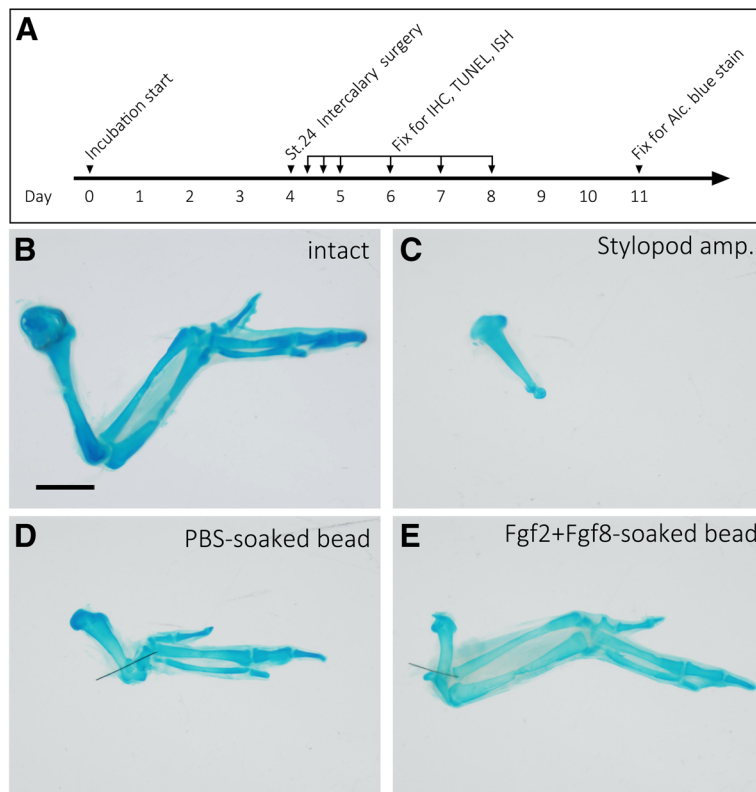 A
Incubation start
St.24 Intercalary surgery
Fix for IHC, TUNEL, ISH
Fix for Alc. blue stain
Day 0 1 2 3 4 5 6 7 8 9 10 11
B
intact
C
Stylopod amp.
D
PBS-soaked bead
E
Fgf2+Fgf8-soaked bead